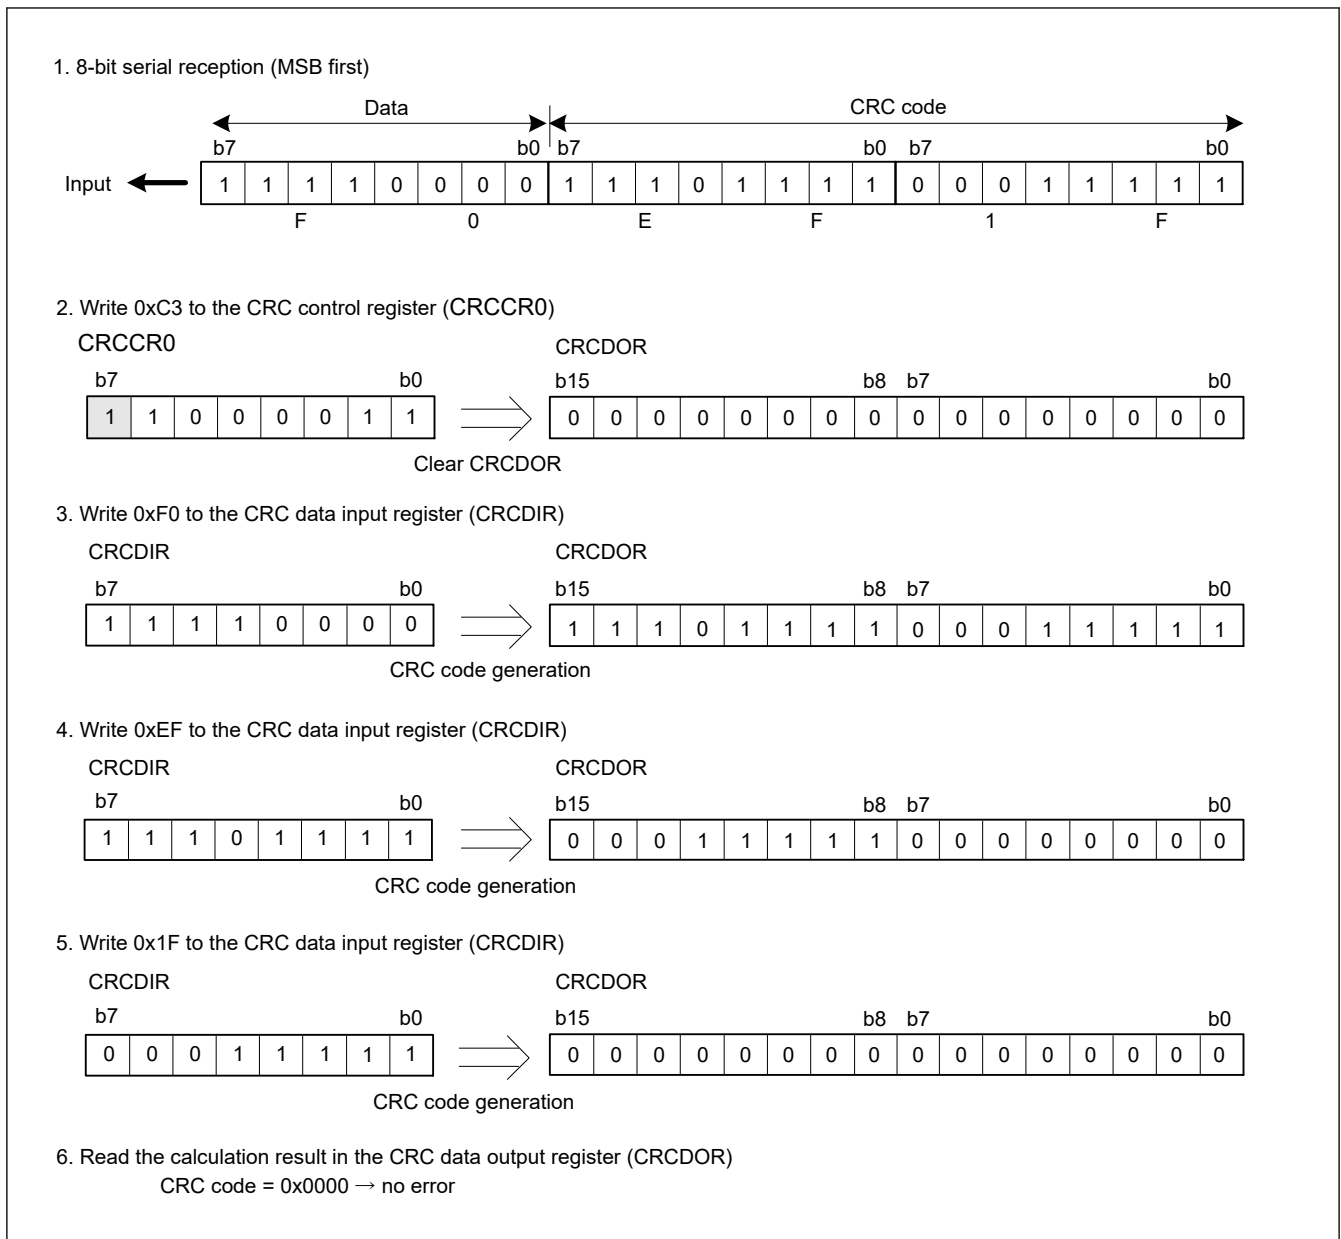 1. 8-bit serial reception (MSB first)
Data CRC code
b7 b0 b7 b0 b7 b0
Input 1 1 1 1 0 0 0 0 1 1 1 0 1 1 1 1 0 0 0 1 1 1 1 1
F 0 E F 1 F
2. Write 0xC3 to the CRC control register (CRCCR0)
CRCCR0 CRCDOR
b7 b0 b15 b8 b7 b0
1 1 0 0 0 0 1 1 0 0 0 0 0 0 0 0 0 0 0 0 0 0 0 0
Clear CRCDOR
3. Write 0xF0 to the CRC data input register (CRCDIR)
CRCDIR CRCDOR
b7 b0 b15 b8 b7 b0
1 1 1 1 0 0 0 0 1 1 1 0 1 1 1 1 0 0 0 1 1 1 1 1
CRC code generation
4. Write 0xEF to the CRC data input register (CRCDIR)
CRCDIR CRCDOR
b7 b0 b15 b8 b7 b0
1 1 1 0 1 1 1 1 0 0 0 1 1 1 1 1 0 0 0 0 0 0 0 0
CRC code generation
5. Write 0x1F to the CRC data input register (CRCDIR)
CRCDIR CRCDOR
b7 b0 b15 b8 b7 b0
0 0 0 1 1 1 1 1 0 0 0 0 0 0 0 0 0 0 0 0 0 0 0 0
CRC code generation
6. Read the calculation result in the CRC data output register (CRCDOR)
CRC code = 0x0000 → no error